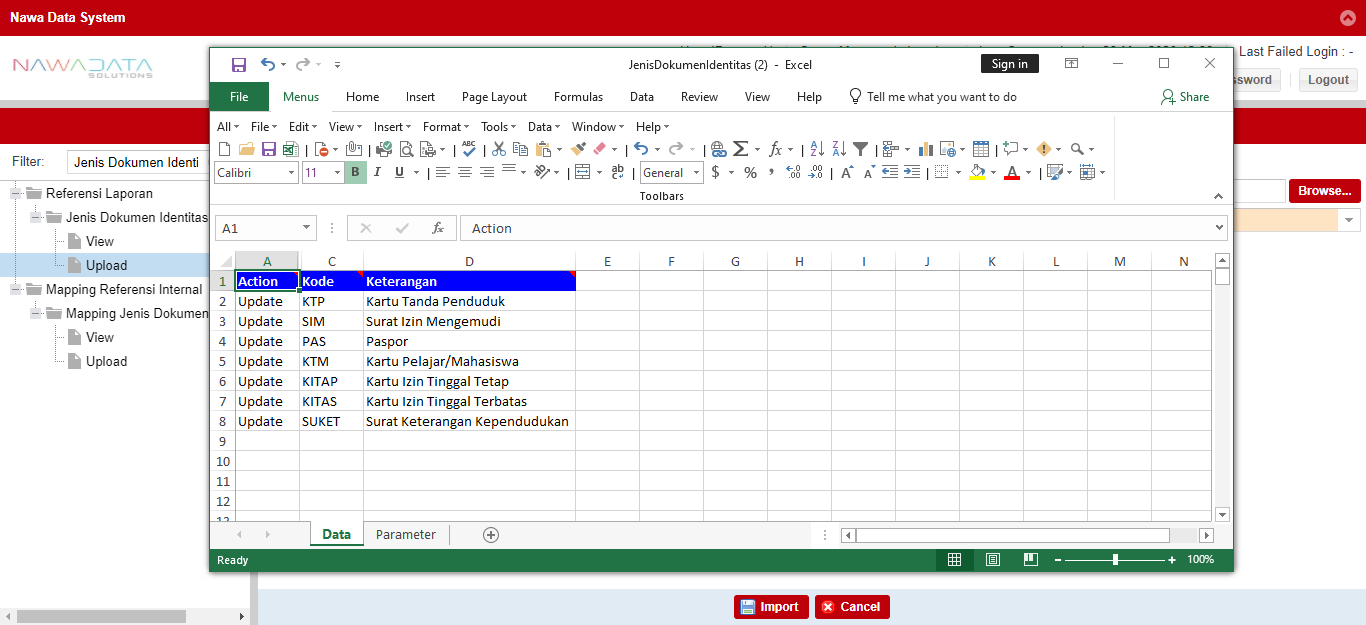 Nawa Data System
NAWADATA
SOLUTIONS
JenisDokumenIdentitas (2) - Excel
Sign in
Last Failed Login : -
Logout
File Menus Home Insert Page Layout Formulas Data Review View Help Tell me what you want to do Share
All File Edit View Insert Format Tools Data Window Help
Calibri 11 B I U General $ % ,
Toolbars
Filter: Jenis Dokumen Identi
Referensi Laporan
Jenis Dokumen Identitas
View
Upload
Mapping Referensi Internal
Mapping Jenis Dokumen
View
Upload
Browse...
A1 fx Action
A C D E F G H I J K L M N
1 Action Kode Keterangan
2 Update KTP Kartu Tanda Penduduk
3 Update SIM Surat Izin Mengemudi
4 Update PAS Paspor
5 Update KTM Kartu Pelajar/Mahasiswa
6 Update KITAP Kartu Izin Tinggal Tetap
7 Update KITAS Kartu Izin Tinggal Terbatas
8 Update SUKET Surat Keterangan Kependudukan
9
10
11
12
Data Parameter
Ready 100%
Import Cancel